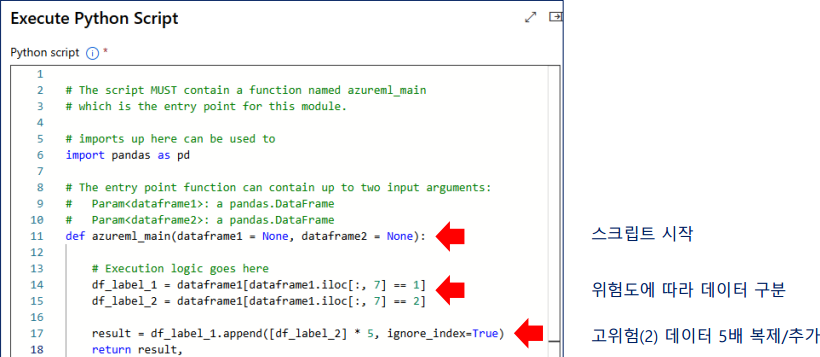 Execute Python Script
Python script *
1
2 # The script MUST contain a function named azureml_main
3 # which is the entry point for this module.
4
5 # imports up here can be used to
6 import pandas as pd
7
8 # The entry point function can contain up to two input arguments:
9 #   Param<dataframe1>: a pandas.DataFrame
10 #   Param<dataframe2>: a pandas.DataFrame
11 def azureml_main(dataframe1 = None, dataframe2 = None): 스크립트 시작
12
13     # Execution logic goes here
14     df_label_1 = dataframe1[dataframe1.iloc[:, 7] == 1] 위험도에 따라 데이터 구분
15     df_label_2 = dataframe1[dataframe1.iloc[:, 7] == 2]
16
17     result = df_label_1.append([df_label_2] * 5, ignore_index=True) 고위험(2) 데이터 5배 복제/추가
18     return result,